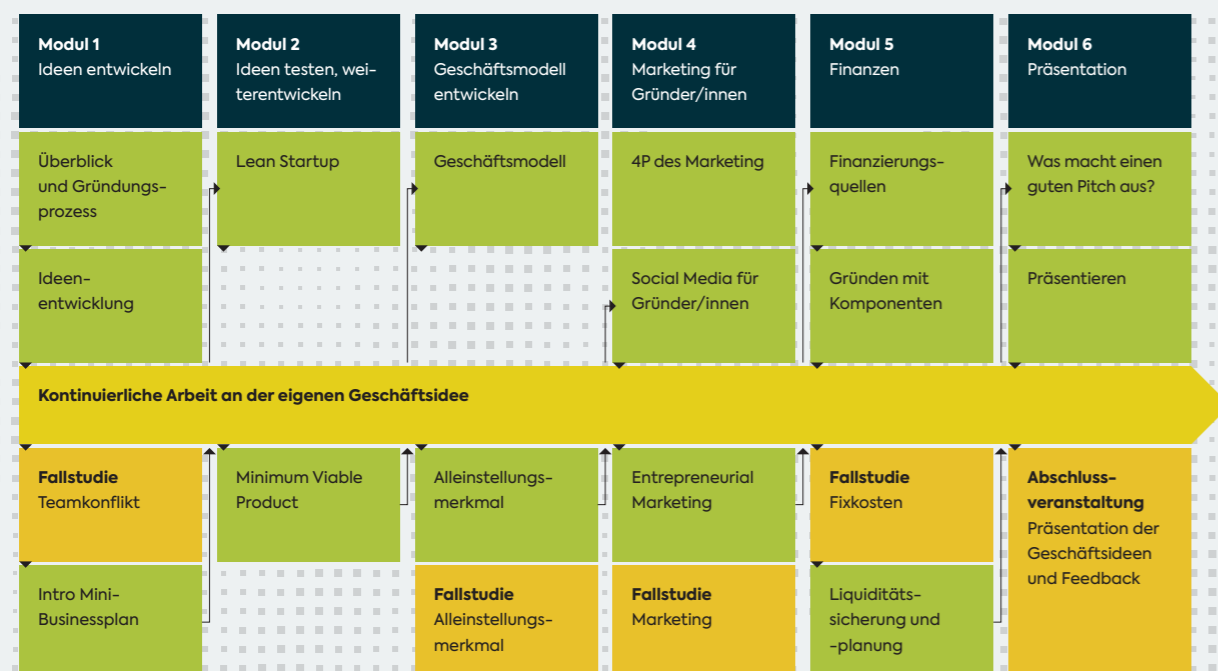 Modul 1
Ideen entwickeln
Modul 2
Ideen testen, wei-
terentwickeln
Modul 3
Geschäftsmodell
entwickeln
Modul 4
Marketing für
Gründer/innen
Modul 5
Finanzen
Modul 6
Präsentation
Überblick
und Gründungs-
prozess
Lean Startup
Geschäftsmodell
4P des Marketing
Finanzierungs-
quellen
Was macht einen
guten Pitch aus?
Ideen-
entwicklung
Social Media für
Gründer/innen
Gründen mit
Komponenten
Präsentieren
Kontinuierliche Arbeit an der eigenen Geschäftsidee
Fallstudie
Teamkonflikt
Minimum Viable
Product
Alleinstellungs-
merkmal
Entrepreneurial
Marketing
Fallstudie
Fixkosten
Abschluss-
veranstaltung
Präsentation der
Geschäftsideen
und Feedback
Intro Mini-
Businessplan
Fallstudie
Alleinstellungs-
merkmal
Fallstudie
Marketing
Liquiditäts-
sicherung und
-planung